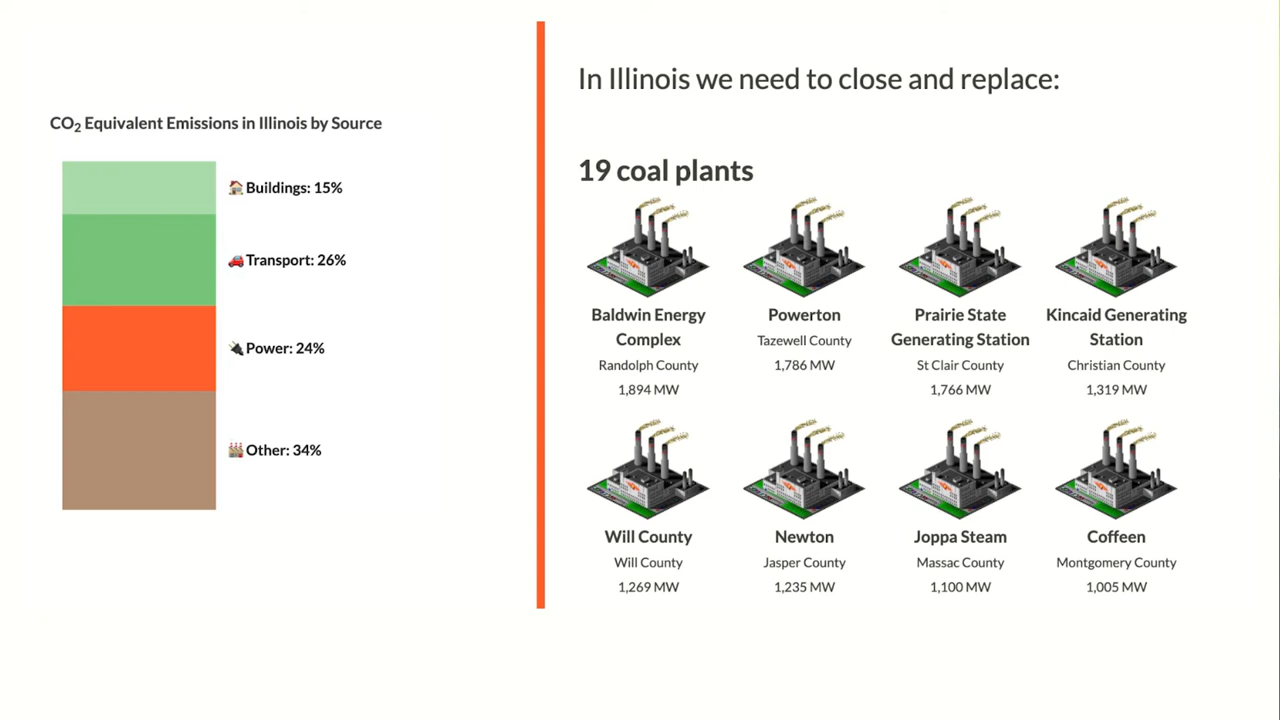 CO2 Equivalent Emissions in Illinois by Source
Buildings: 15%
Transport: 26%
Power: 24%
Other: 34%
In Illinois we need to close and replace:
19 coal plants
Baldwin Energy
Complex
Randolph County
1,894 MW
Powerton
Tazewell County
1,786 MW
Prairie State
Generating Station
St Clair County
1,766 MW
Kincaid Generating
Station
Christian County
1,319 MW
Will County
Will County
1,269 MW
Newton
Jasper County
1,235 MW
Joppa Steam
Massac County
1,100 MW
Coffeen
Montgomery County
1,005 MW